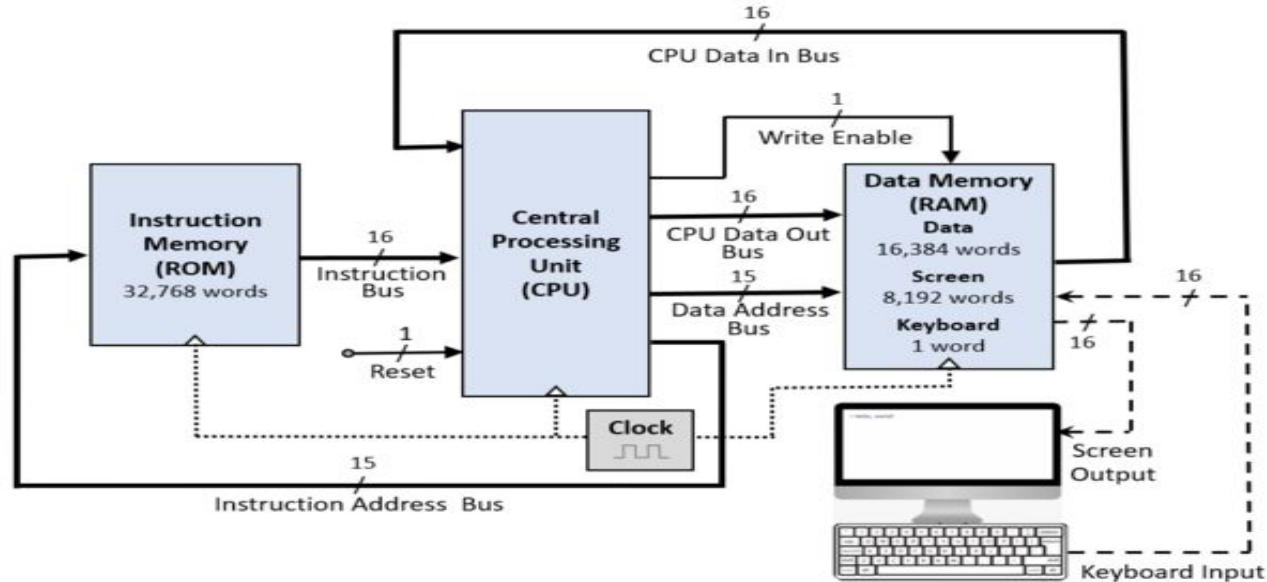 16
CPU Data In Bus
1
Write Enable
Instruction
Memory
(ROM)
32,768 words
16
Instruction
Bus
1
Reset
Central
Processing
Unit
(CPU)
16
CPU Data Out
Bus
15
Data Address
Bus
Data Memory
(RAM)
Data
16,384 words
Screen
8,192 words
Keyboard
1 word
16
16
Clock
15
Instruction Address Bus
Screen
Output
Keyboard Input